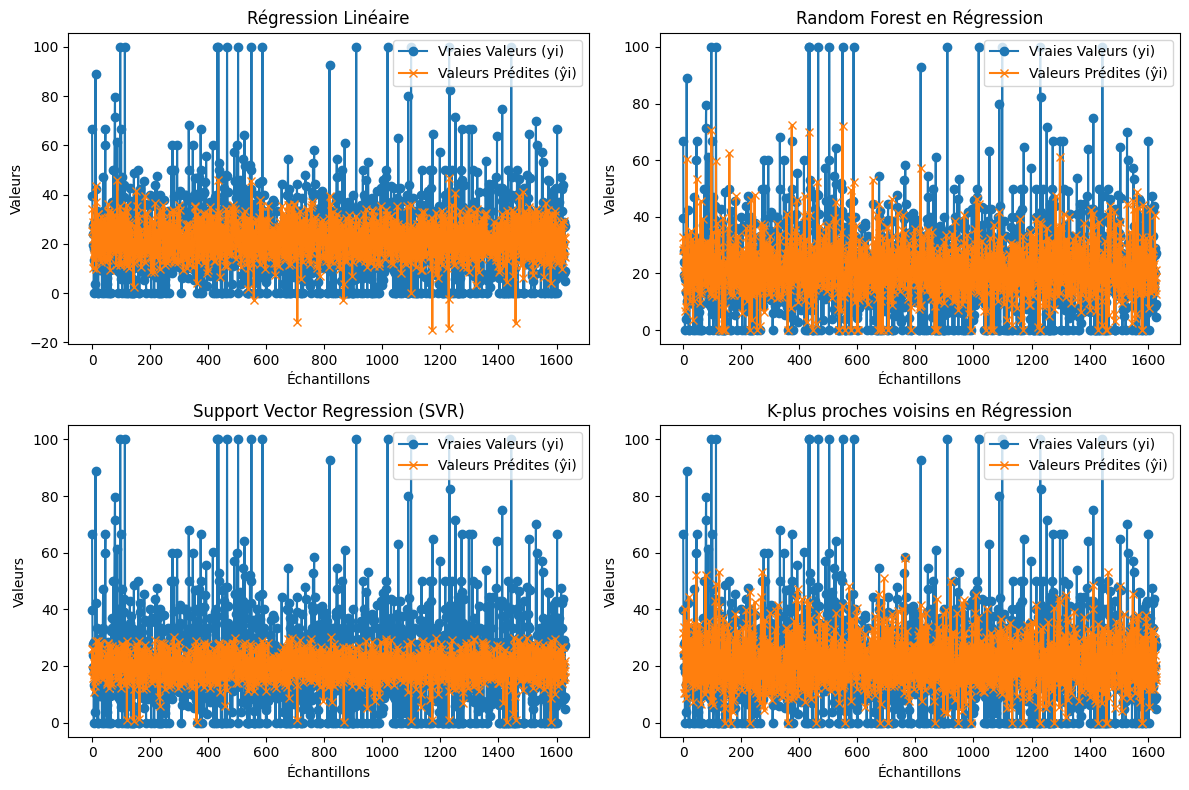 Régression Linéaire
Vraies Valeurs (yi)
Valeurs Prédites (ŷi)
Valeurs
100
80
60
40
20
0
−20
0 200 400 600 800 1000 1200 1400 1600
Échantillons
Random Forest en Régression
Vraies Valeurs (yi)
Valeurs Prédites (ŷi)
Valeurs
100
80
60
40
20
0
0 200 400 600 800 1000 1200 1400 1600
Échantillons
Support Vector Regression (SVR)
Vraies Valeurs (yi)
Valeurs Prédites (ŷi)
Valeurs
100
80
60
40
20
0
0 200 400 600 800 1000 1200 1400 1600
Échantillons
K-plus proches voisins en Régression
Vraies Valeurs (yi)
Valeurs Prédites (ŷi)
Valeurs
100
80
60
40
20
0
0 200 400 600 800 1000 1200 1400 1600
Échantillons